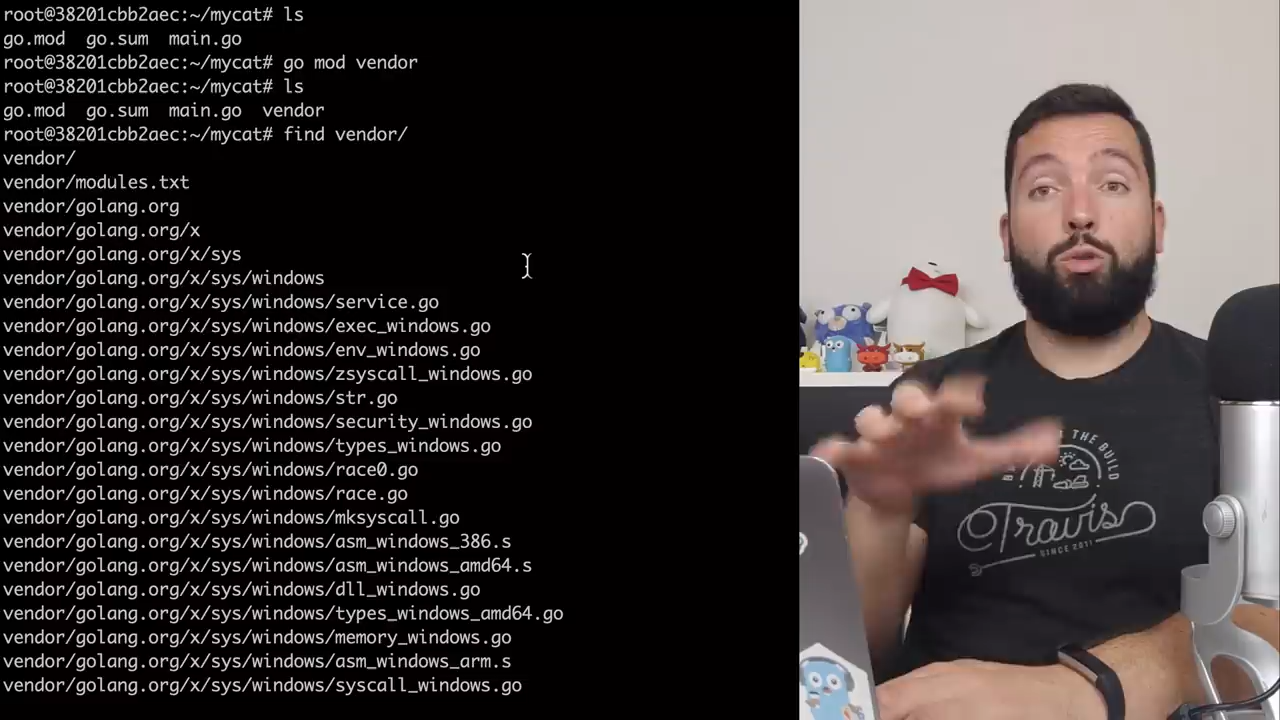 root@38201cbb2aec:~/mycat# ls
go.mod  go.sum  main.go
root@38201cbb2aec:~/mycat# go mod vendor
root@38201cbb2aec:~/mycat# ls
go.mod  go.sum  main.go  vendor
root@38201cbb2aec:~/mycat# find vendor/
vendor/
vendor/modules.txt
vendor/golang.org
vendor/golang.org/x
vendor/golang.org/x/sys
vendor/golang.org/x/sys/windows
vendor/golang.org/x/sys/windows/service.go
vendor/golang.org/x/sys/windows/exec_windows.go
vendor/golang.org/x/sys/windows/env_windows.go
vendor/golang.org/x/sys/windows/zsyscall_windows.go
vendor/golang.org/x/sys/windows/str.go
vendor/golang.org/x/sys/windows/security_windows.go
vendor/golang.org/x/sys/windows/types_windows.go
vendor/golang.org/x/sys/windows/race0.go
vendor/golang.org/x/sys/windows/race.go
vendor/golang.org/x/sys/windows/mksyscall.go
vendor/golang.org/x/sys/windows/asm_windows_386.s
vendor/golang.org/x/sys/windows/asm_windows_amd64.s
vendor/golang.org/x/sys/windows/dll_windows.go
vendor/golang.org/x/sys/windows/types_windows_amd64.go
vendor/golang.org/x/sys/windows/memory_windows.go
vendor/golang.org/x/sys/windows/asm_windows_arm.s
vendor/golang.org/x/sys/windows/syscall_windows.go
THE BUILD
Travis
SINCE 2011